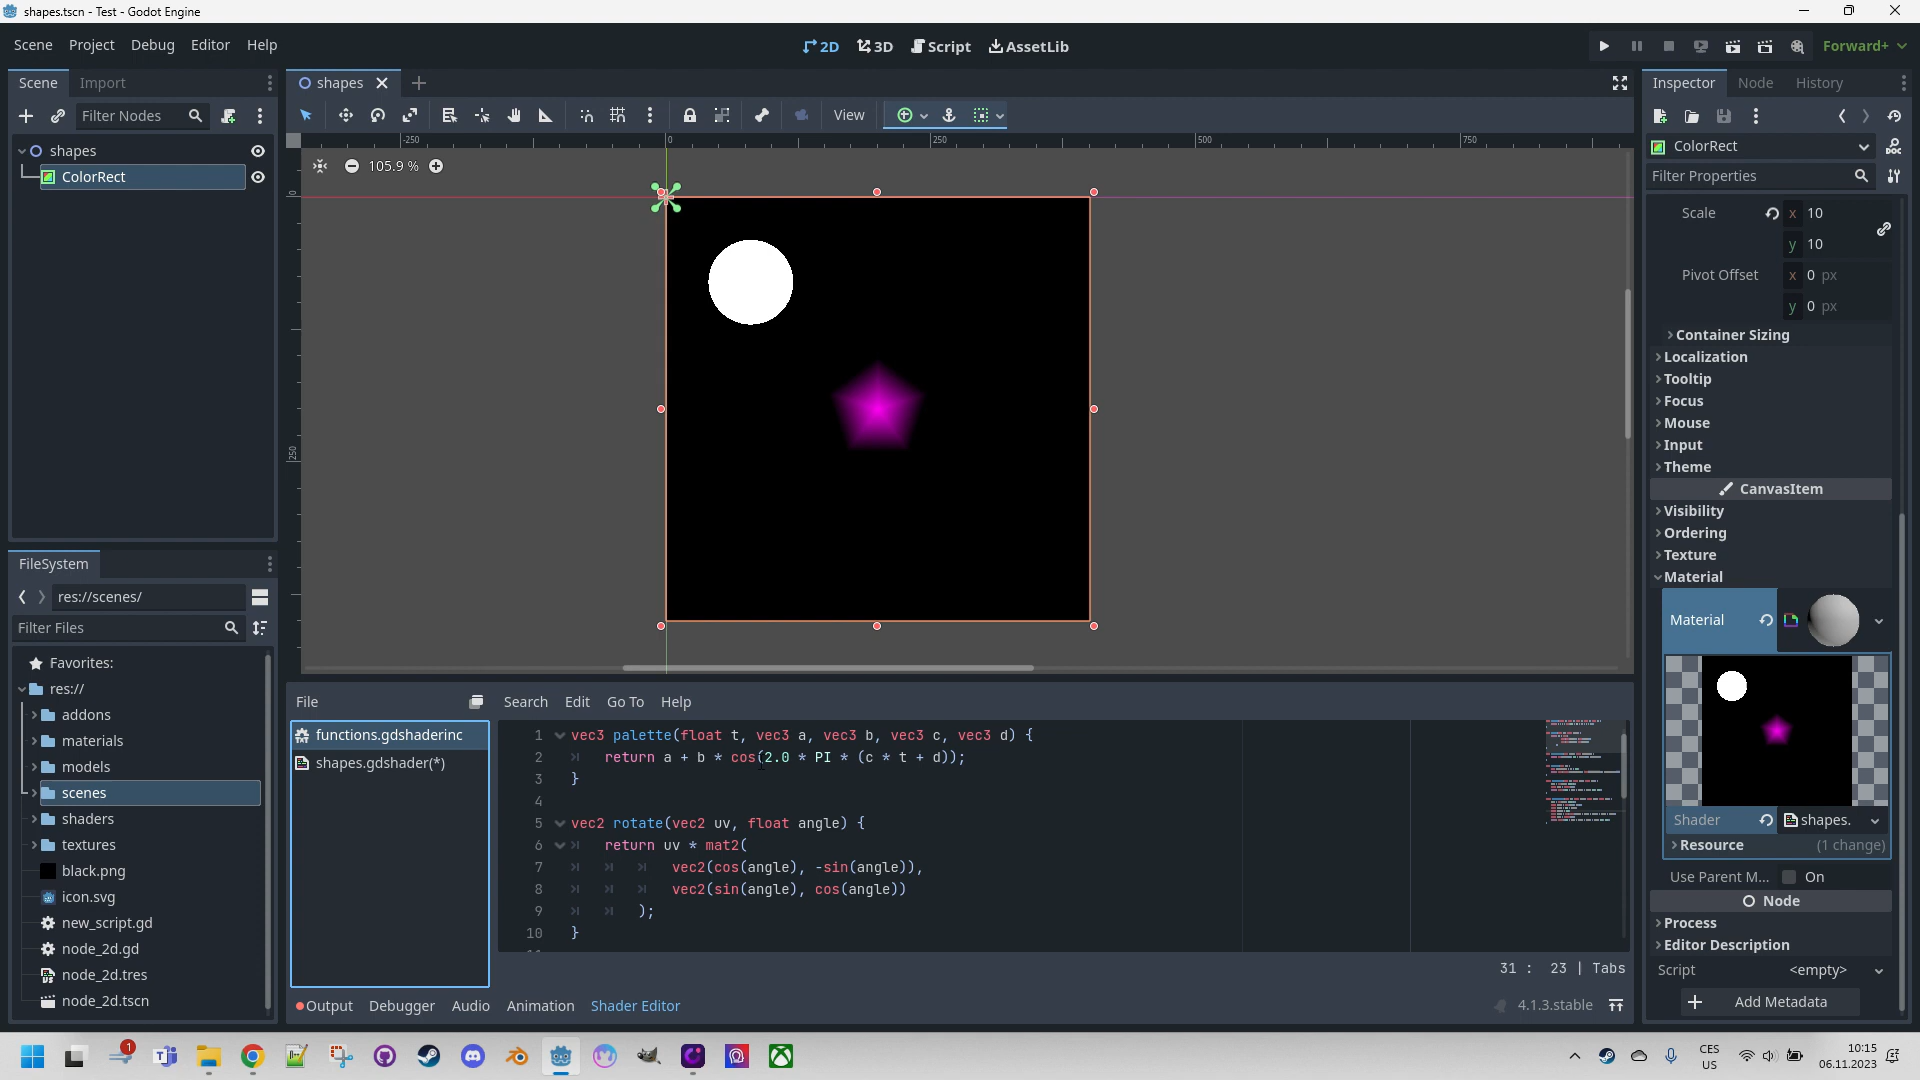 shapes.tscn - Test - Godot Engine
Scene Project Debug Editor Help
2D 3D Script AssetLib
Forward+
Scene Import
Filter Nodes
shapes
ColorRect
FileSystem
res://scenes/
Filter Files
Favorites:
res://
addons
materials
models
scenes
shaders
textures
black.png
icon.svg
new_script.gd
node_2d.gd
node_2d.tres
node_2d.tscn
shapes
View
-250 0 250 500 750
105.9 %
0
250
File
functions.gdshaderinc
shapes.gdshader(*)
Search Edit Go To Help
1 vec3 palette(float t, vec3 a, vec3 b, vec3 c, vec3 d) {
2 return a + b * cos(2.0 * PI * (c * t + d));
3 }
4
5 vec2 rotate(vec2 uv, float angle) {
6 return uv * mat2(
7 vec2(cos(angle), -sin(angle)),
8 vec2(sin(angle), cos(angle))
9 );
10 }
31 : 23 | Tabs
Output Debugger Audio Animation Shader Editor
4.1.3.stable
Inspector Node History
ColorRect
Filter Properties
Scale x 10
y 10
Pivot Offset x 0 px
y 0 px
Container Sizing
Localization
Tooltip
Focus
Mouse
Input
Theme
CanvasItem
Visibility
Ordering
Texture
Material
Material
Shader shapes.
Resource (1 change)
Use Parent M... On
Node
Process
Editor Description
Script <empty>
Add Metadata
1
CES
US
10:15
06.11.2023